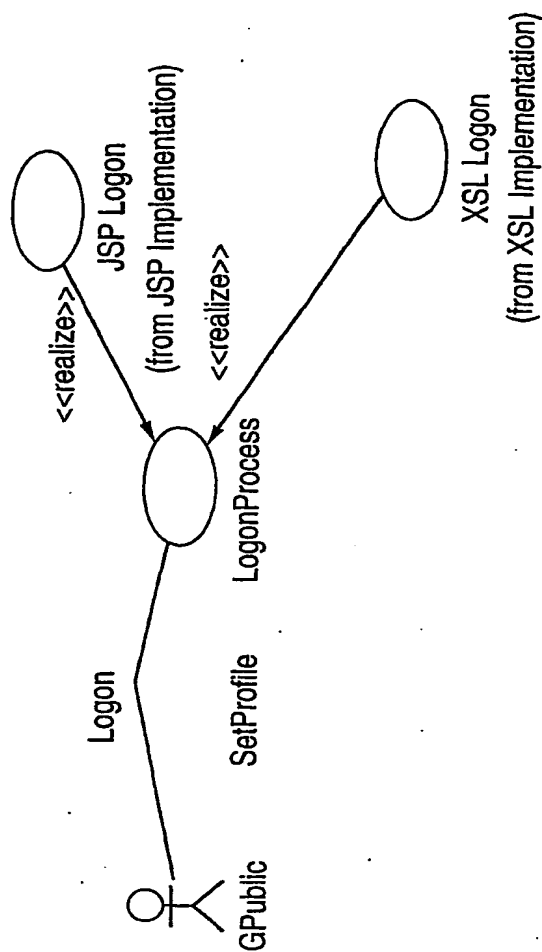 GPublic
Logon
SetProfile
LogonProcess
<<realize>>
JSP Logon
(from JSP Implementation)
<<realize>>
XSL Logon
(from XSL Implementation)